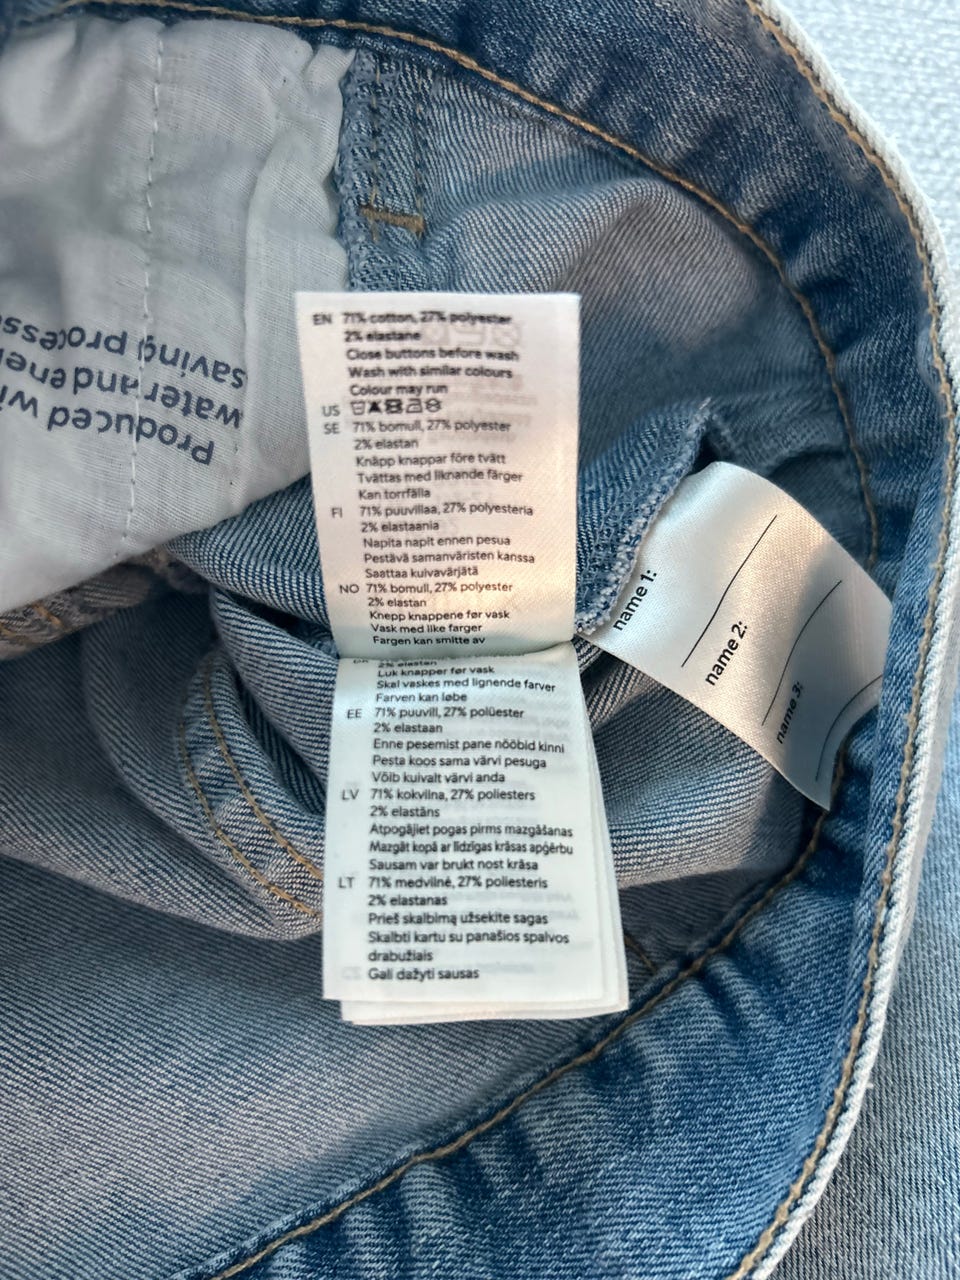 EN 71% cotton, 27% polyester
2% elastane
Close buttons before wash
Wash with similar colours
Colour may run
US
SE 71% bomull, 27% polyester
2% elastan
Knäpp knappar före tvätt
Tvättas med liknande färger
Kan torrfälla
FI 71% puuvillaa, 27% polyesteria
2% elastaania
Napita napit ennen pesua
Pestävä samanväristen kanssa
Saattaa kuivavärjätä
NO 71% bomull, 27% polyester
2% elastan
Knepp knappene før vask
Vask med like farger
Fargen kan smitte av
2% elastan
Luk knapper før vask
Skal vaskes med lignende farver
Farven kan løbe
EE 71% puuvill, 27% polüester
2% elastaan
Enne pesemist pane nööbid kinni
Pesta koos sama värvi pesuga
Võib kuivalt värvi anda
LV 71% kokvilna, 27% poliesters
2% elastāns
Atpogājiet pogas pirms mazgāšanas
Mazgāt kopā ar līdzīgas krāsas apģērbu
Sausam var brukt nost krāsa
LT 71% medvilnė, 27% poliesteris
2% elastanas
Prieš skalbimą užsekite sagas
Skalbti kartu su panašios spalvos
drabužiais
Gali dažyti sausas
name 1:
name 2:
name 3:
Produced
water and
saving